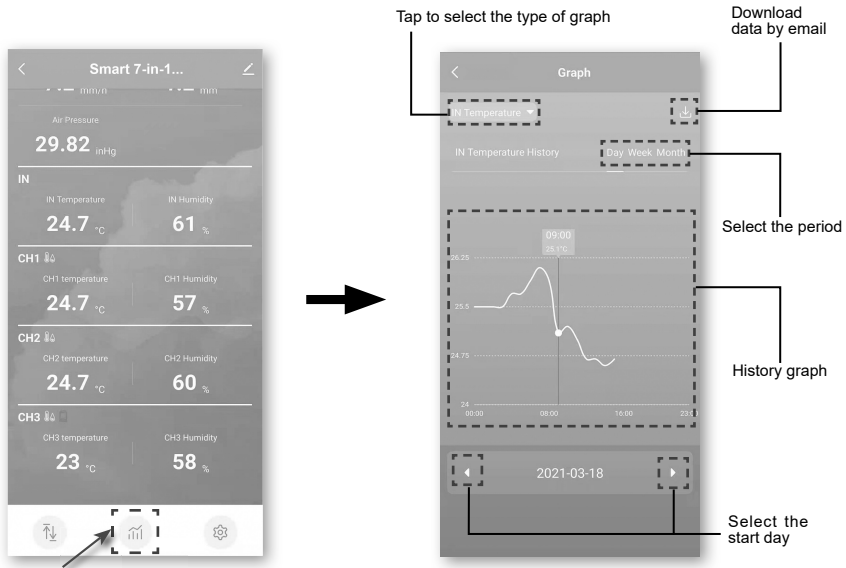 Tap to select the type of graph
Download
data by email
Smart 7-in-1...
mm/h
mm
Air Pressure
29.82 inHg
IN
IN Temperature
IN Humidity
24.7 °C
61 %
CH1
CH1 temperature
CH1 Humidity
24.7 °C
57 %
CH2
CH2 temperature
CH2 Humidity
24.7 °C
60 %
CH3
CH3 temperature
CH3 Humidity
23 °C
58 %
Graph
IN Temperature
IN Temperature History
Day Week Month
Select the period
09:00
25.1°C
26.25
25.5
24.75
24
00:00 08:00 16:00 23:0
History graph
2021-03-18
Select the
start day